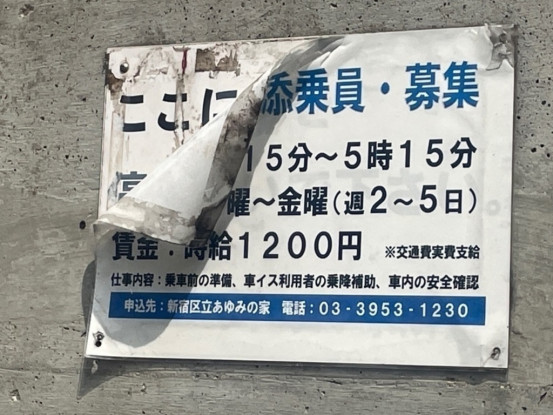 ここに 添乗員・募集
15分～5時15分
曜～金曜(週2～5日)
賃金：時給1200円 ※交通費実費支給
仕事内容：乗車前の準備、車イス利用者の乗降補助、車内の安全確認
申込先：新宿区立あゆみの家 電話：03-3953-1230